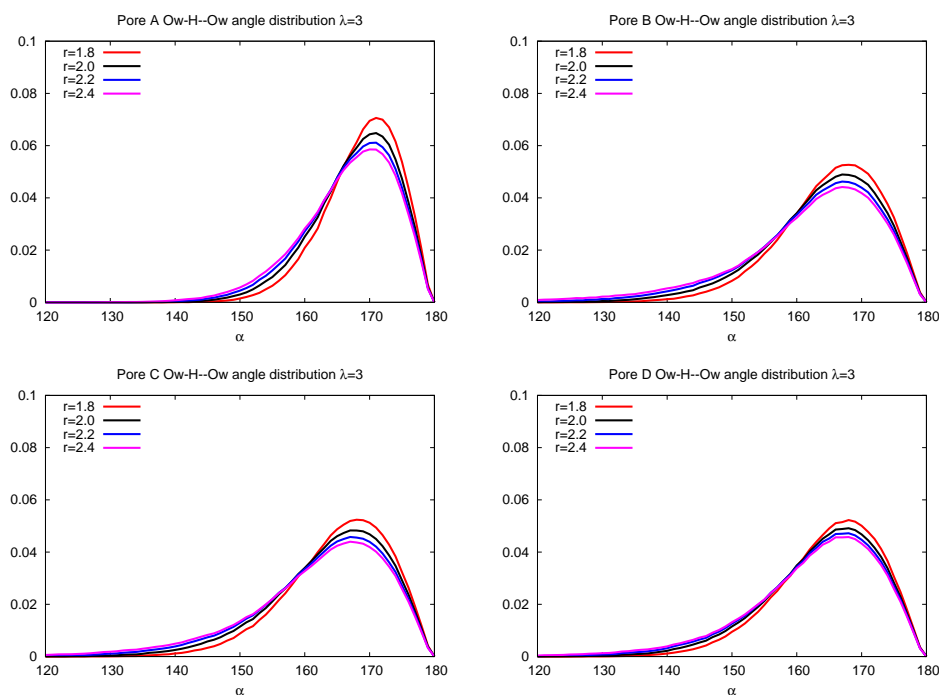 Pore A Ow-H--Ow angle distribution λ=3
0.1
0.08
0.06
0.04
0.02
0
r=1.8
r=2.0
r=2.2
r=2.4
120 130 140 150 160 170 180
α
Pore B Ow-H--Ow angle distribution λ=3
0.1
0.08
0.06
0.04
0.02
0
r=1.8
r=2.0
r=2.2
r=2.4
120 130 140 150 160 170 180
α
Pore C Ow-H--Ow angle distribution λ=3
0.1
0.08
0.06
0.04
0.02
0
r=1.8
r=2.0
r=2.2
r=2.4
120 130 140 150 160 170 180
α
Pore D Ow-H--Ow angle distribution λ=3
0.1
0.08
0.06
0.04
0.02
0
r=1.8
r=2.0
r=2.2
r=2.4
120 130 140 150 160 170 180
α